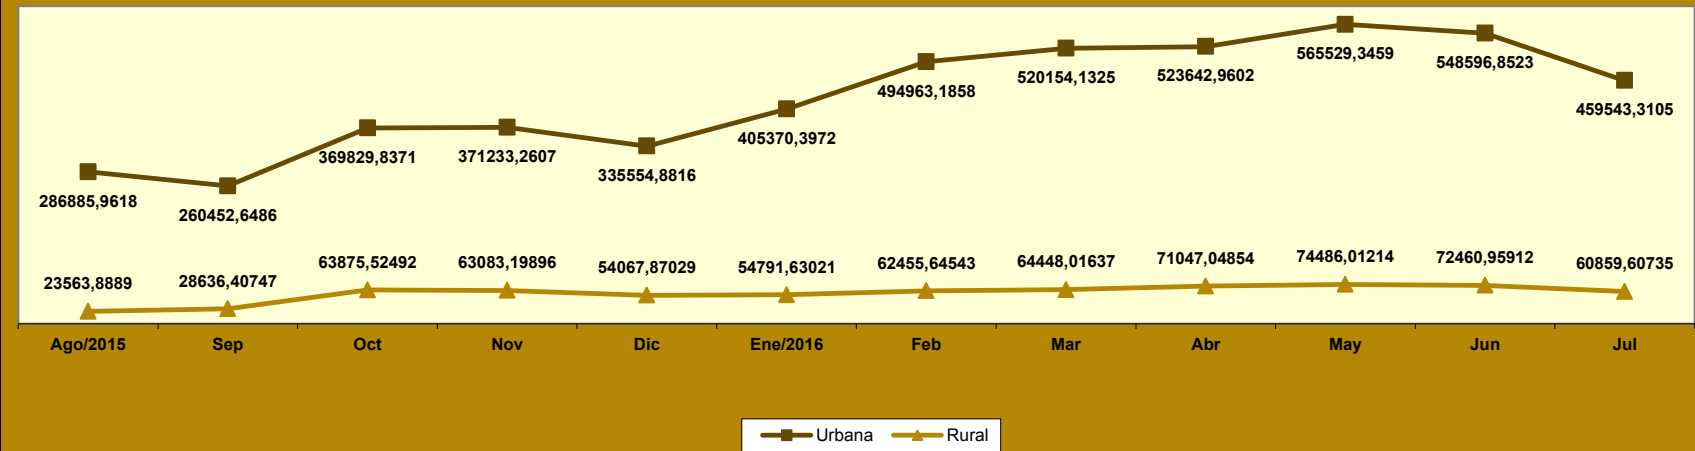 286885,9618 260452,6486 369829,8371 371233,2607 335554,8816 405370,3972 494963,1858 520154,1325 523642,9602 565529,3459 548596,8523 459543,3105
23563,8889 28636,40747 63875,52492 63083,19896 54067,87029 54791,63021 62455,64543 64448,01637 71047,04854 74486,01214 72460,95912 60859,60735
Ago/2015 Sep Oct Nov Dic Ene/2016 Feb Mar Abr May Jun Jul
Urbana Rural